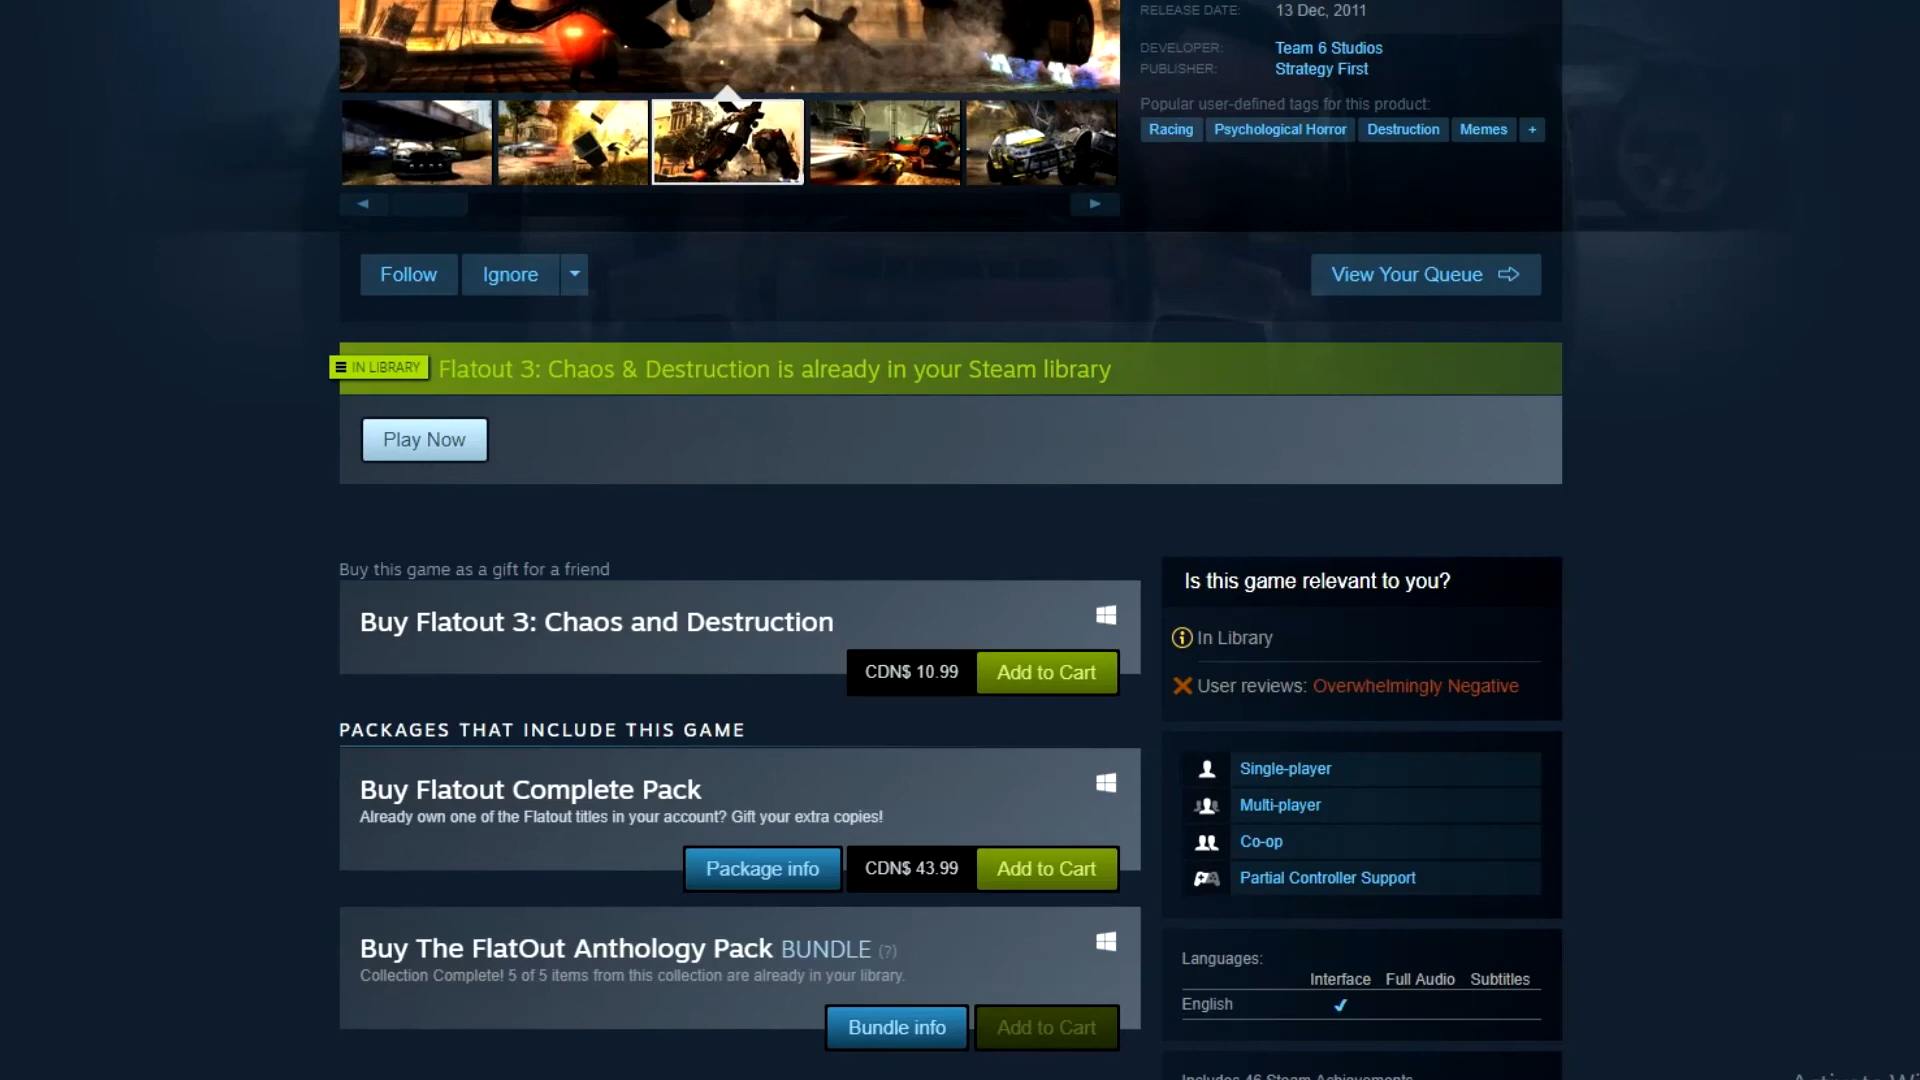 RELEASE DATE: 13 Dec, 2011
DEVELOPER: Team 6 Studios
PUBLISHER: Strategy First
Popular user-defined tags for this product:
Racing Psychological Horror Destruction Memes +
Follow Ignore View Your Queue
IN LIBRARY Flatout 3: Chaos & Destruction is already in your Steam library
Play Now
Buy this game as a gift for a friend
Buy Flatout 3: Chaos and Destruction
CDN$ 10.99 Add to Cart
PACKAGES THAT INCLUDE THIS GAME
Buy Flatout Complete Pack
Already own one of the Flatout titles in your account? Gift your extra copies!
Package info CDN$ 43.99 Add to Cart
Buy The FlatOut Anthology Pack BUNDLE (?)
Collection Complete! 5 of 5 items from this collection are already in your library.
Bundle info Add to Cart
Is this game relevant to you?
In Library
User reviews: Overwhelmingly Negative
Single-player
Multi-player
Co-op
Partial Controller Support
Languages:
Interface Full Audio Subtitles
English
Includes 46 Steam Achievements